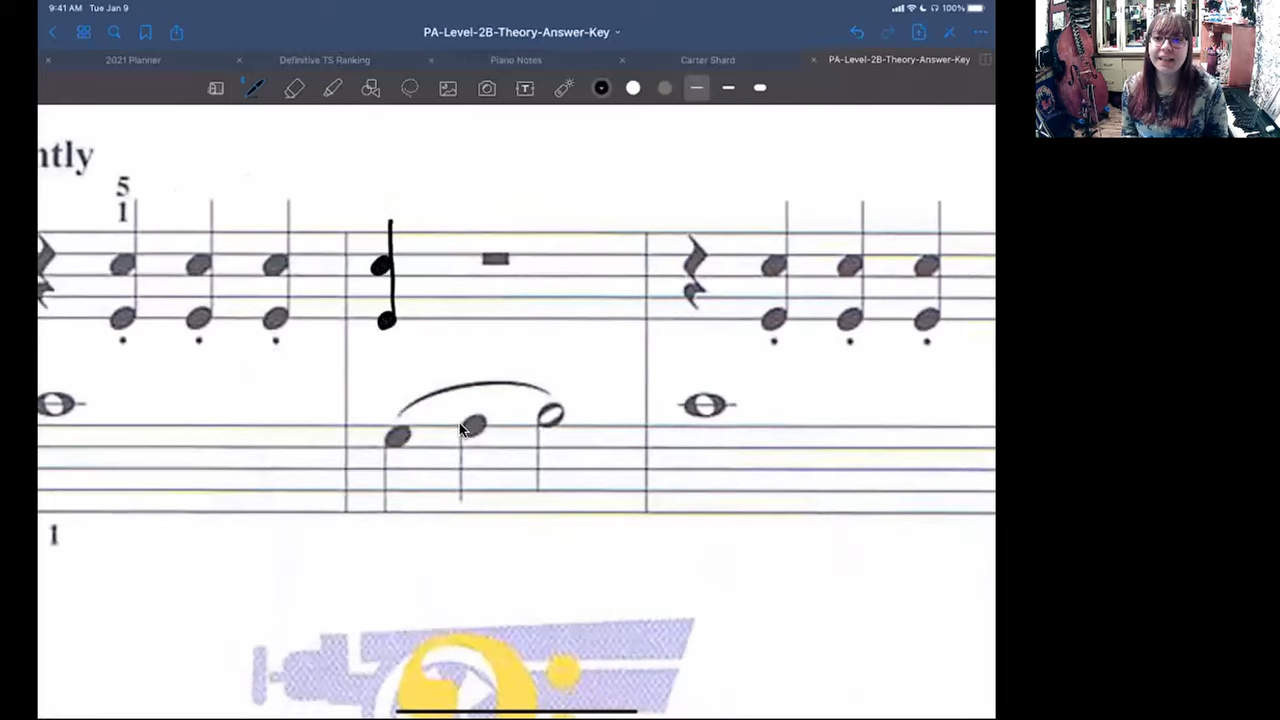 9:41 AM Tue Jan 9
100%
PA-Level-2B-Theory-Answer-Key
2021 Planner
Definitive TS Ranking
Piano Notes
Carter Shard
PA-Level-2B-Theory-Answer-Key
T
ntly
5
1
1